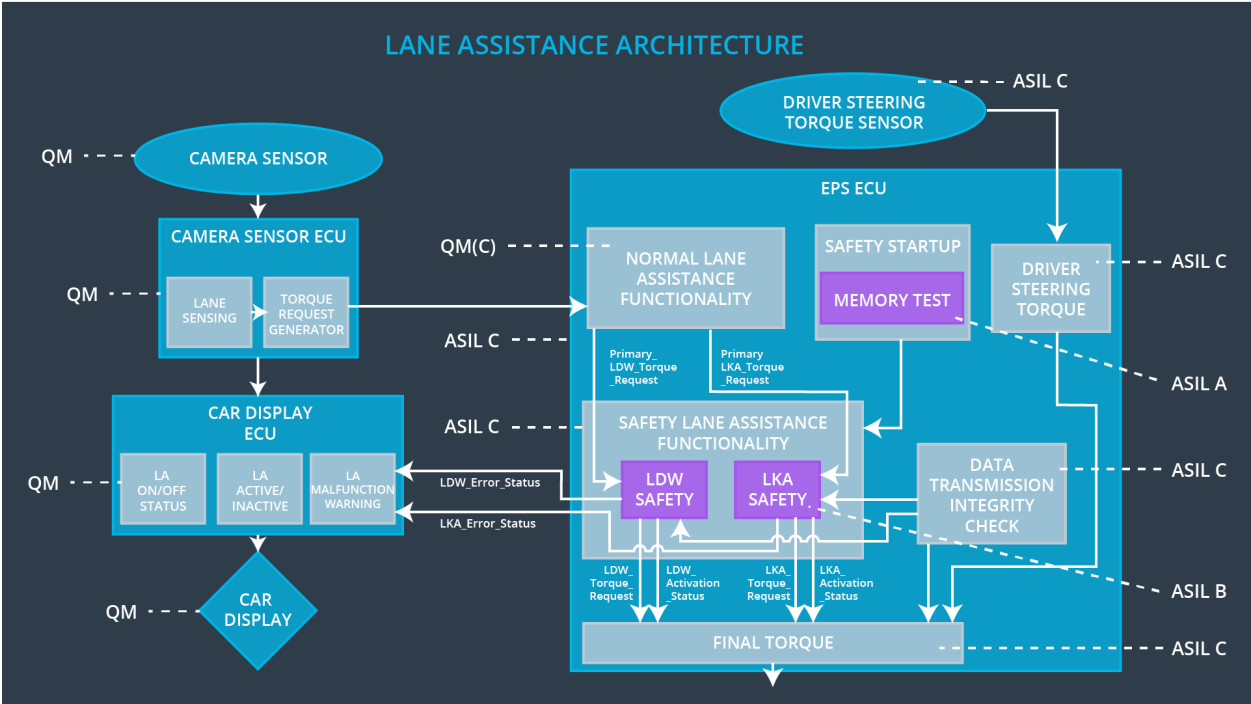 LANE ASSISTANCE ARCHITECTURE
ASIL C
DRIVER STEERING
TORQUE SENSOR
QM
CAMERA SENSOR
EPS ECU
CAMERA SENSOR ECU
QM
LANE
SENSING
TORQUE
REQUEST
GENERATOR
QM(C)
NORMAL LANE
ASSISTANCE
FUNCTIONALITY
SAFETY STARTUP
MEMORY TEST
DRIVER
STEERING
TORQUE
ASIL C
ASIL C
Primary_
LDW_Torque
_Request
Primary
LKA_Torque
_Request
ASIL A
CAR DISPLAY
ECU
QM
LA
ON/OFF
STATUS
LA
ACTIVE/
INACTIVE
LA
MALFUNCTION
WARNING
ASIL C
SAFETY LANE ASSISTANCE
FUNCTIONALITY
LDW
SAFETY
LKA
SAFETY
LDW_Error_Status
LKA_Error_Status
DATA
TRANSMISSION
INTEGRITY
CHECK
ASIL C
LDW_
Torque_
Request
LDW_
Activation
_Status
LKA_
Torque_
Request
LKA_
Activation
_Status
ASIL B
QM
CAR
DISPLAY
FINAL TORQUE
ASIL C